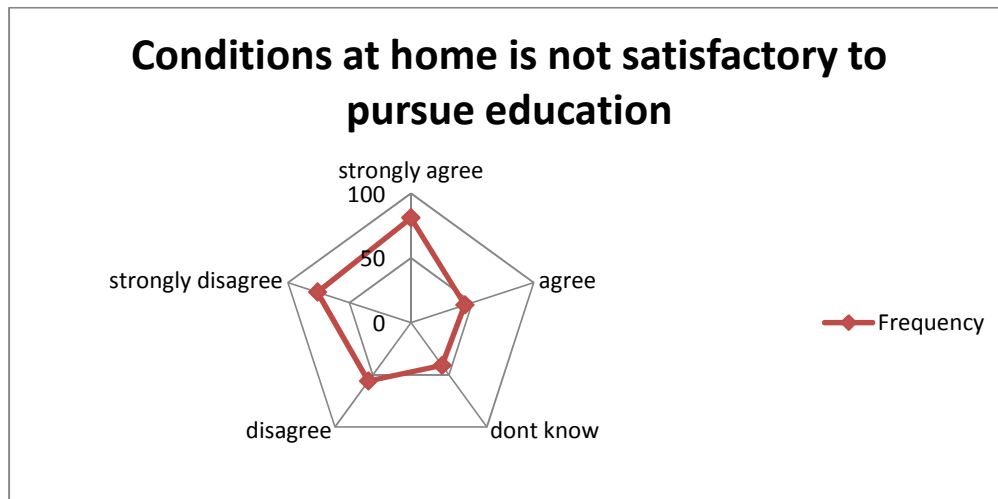 Conditions at home is not satisfactory to
pursue education
strongly agree
100
50
0
strongly disagree
agree
disagree
dont know
Frequency